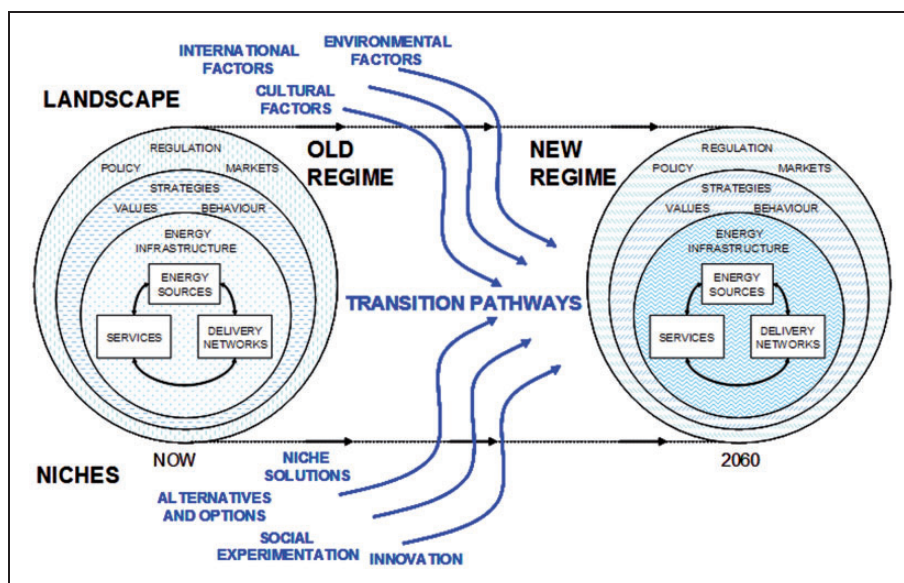 ENVIRONMENTAL
FACTORS
INTERNATIONAL
FACTORS
CULTURAL
FACTORS
LANDSCAPE
OLD
REGIME
NEW
REGIME
REGULATION
POLICY
MARKETS
STRATEGIES
VALUES
BEHAVIOUR
ENERGY
INFRASTRUCTURE
ENERGY
SOURCES
SERVICES
DELIVERY
NETWORKS
TRANSITION PATHWAYS
REGULATION
POLICY
MARKETS
STRATEGIES
VALUES
BEHAVIOUR
ENERGY
INFRASTRUCTURE
ENERGY
SOURCES
SERVICES
DELIVERY
NETWORKS
NOW
2060
NICHES
NICHE
SOLUTIONS
ALTERNATIVES
AND OPTIONS
SOCIAL
EXPERIMENTATION
INNOVATION